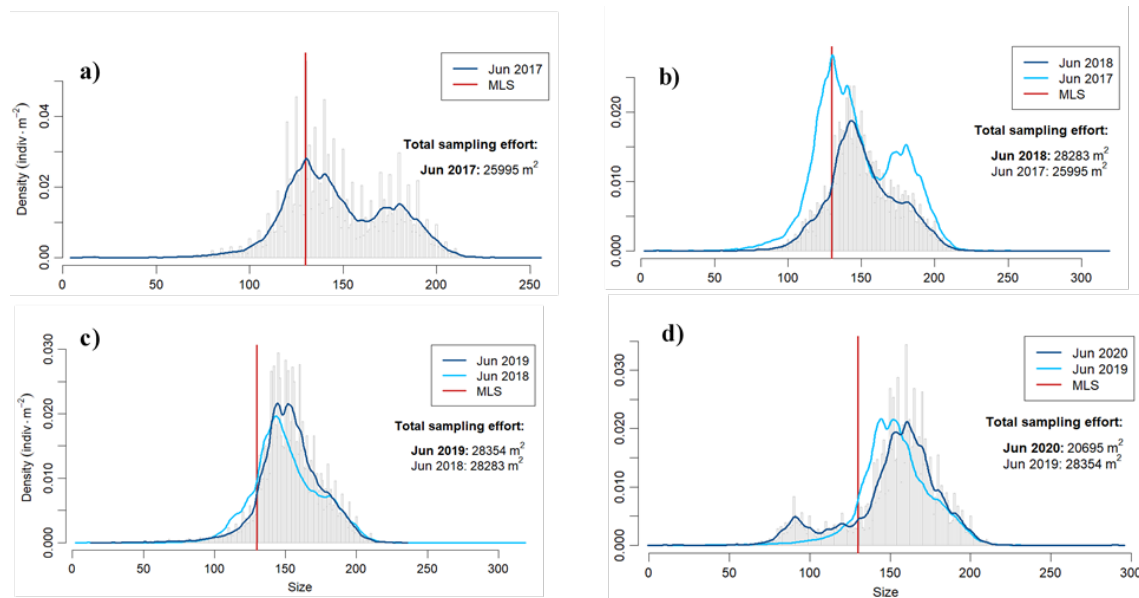 a)
Jun 2017
MLS
Total sampling effort:
Jun 2017: 25995 m²
Density (indiv· m⁻²)
0.00 0.02 0.04
0 50 100 150 200 250
b)
Jun 2018
Jun 2017
MLS
Total sampling effort:
Jun 2018: 28283 m²
Jun 2017: 25995 m²
0.000 0.010 0.020
0 50 100 150 200 250 300
c)
Jun 2019
Jun 2018
MLS
Total sampling effort:
Jun 2019: 28354 m²
Jun 2018: 28283 m²
Density (indiv· m⁻²)
0.000 0.010 0.020 0.030
0 50 100 150 200 250 300
Size
d)
Jun 2020
Jun 2019
MLS
Total sampling effort:
Jun 2020: 20695 m²
Jun 2019: 28354 m²
0.000 0.010 0.020 0.030
0 50 100 150 200 250 300
Size